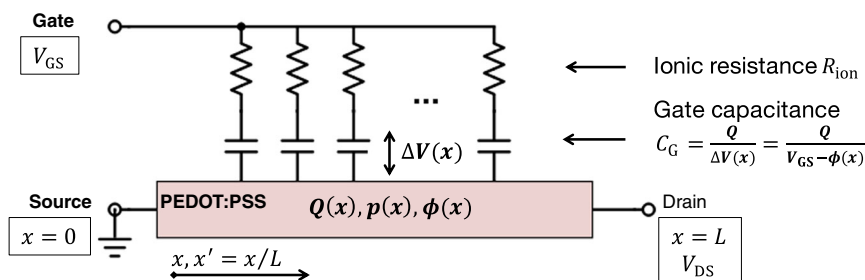 Gate
V_GS
Ionic resistance R_ion
...
Gate capacitance
ΔV(x)
C_G = Q/ΔV(x) = Q/(V_GS−ϕ(x))
Source
PEDOT:PSS
Q(x), p(x), ϕ(x)
Drain
x = 0
x = L
V_DS
x, x′ = x/L